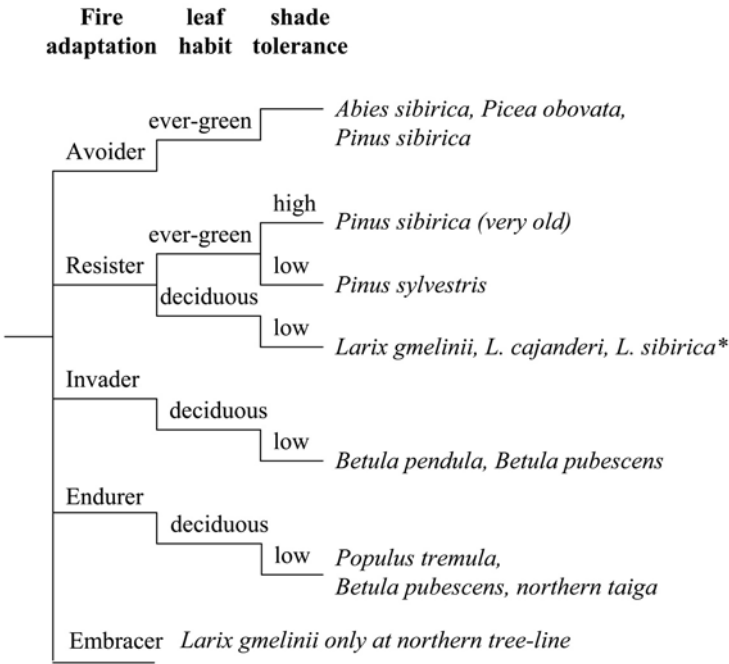 Fire adaptation
leaf habit
shade tolerance
ever-green
Abies sibirica, Picea obovata,
Pinus sibirica
Avoider
high
Pinus sibirica (very old)
ever-green
Resister
low
Pinus sylvestris
deciduous
low
Larix gmelinii, L. cajanderi, L. sibirica*
Invader
deciduous
low
Betula pendula, Betula pubescens
Endurer
deciduous
low
Populus tremula,
Betula pubescens, northern taiga
Embracer
Larix gmelinii only at northern tree-line